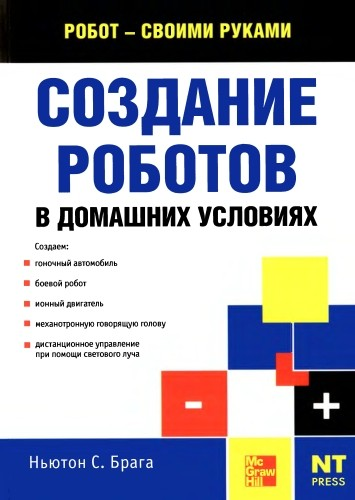 РОБОТ – СВОИМИ РУКАМИ
СОЗДАНИЕ
РОБОТОВ
В ДОМАШНИХ УСЛОВИЯХ
Создаем:
гоночный автомобиль
боевой робот
ионный двигатель
механотронную говорящую голову
дистанционное управление
при помощи светового луча
-
+
Ньютон С. Брага
Mc
Graw
Hill
NT
PRESS